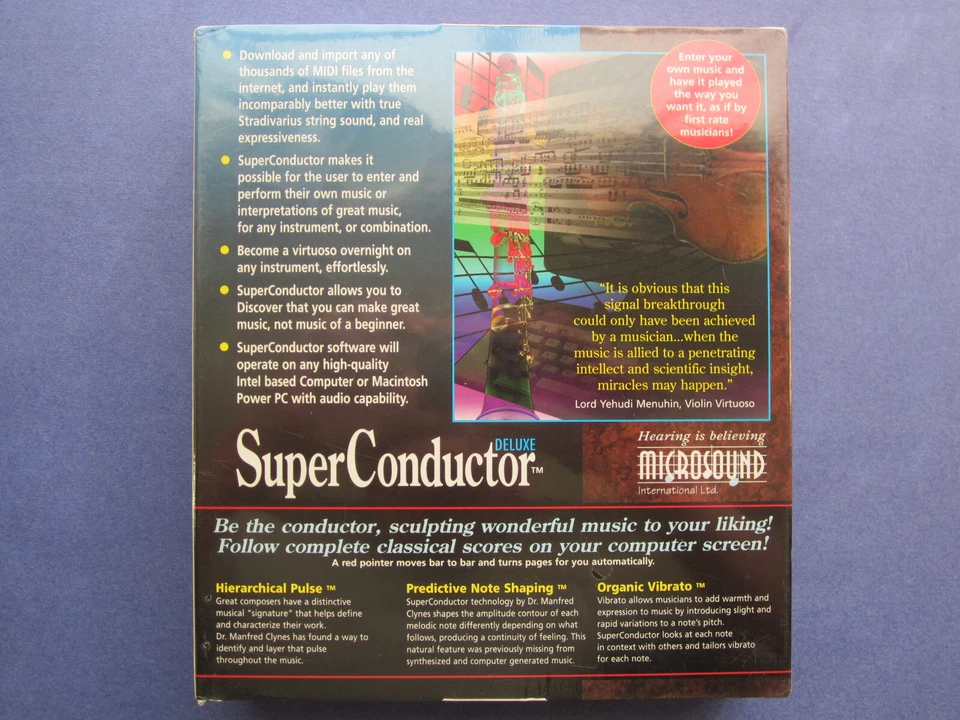 Download and import any of
thousands of MIDI files from the
internet, and instantly play them
incomparably better with true
Stradivarius string sound, and real
expressiveness.
SuperConductor makes it
possible for the user to enter and
perform their own music or
interpretations of great music,
for any instrument, or combination.
Become a virtuoso overnight on
any instrument, effortlessly.
SuperConductor allows you to
Discover that you can make great
music, not music of a beginner.
SuperConductor software will
operate on any high-quality
Intel based Computer or Macintosh
Power PC with audio capability.
Enter your
own music and
have it played
the way you
want it, as if by
first rate
musicians!
"It is obvious that this
signal breakthrough
could only have been achieved
by a musician...when the
music is allied to a penetrating
intellect and scientific insight,
miracles may happen."
Lord Yehudi Menuhin, Violin Virtuoso
SuperConductor DELUXE ™
Hearing is believing
MICROSOUND
International Ltd.
Be the conductor, sculpting wonderful music to your liking!
Follow complete classical scores on your computer screen!
A red pointer moves bar to bar and turns pages for you automatically.
Hierarchical Pulse ™
Great composers have a distinctive
musical "signature" that helps define
and characterize their work.
Dr. Manfred Clynes has found a way to
identify and layer that pulse
throughout the music.
Predictive Note Shaping ™
SuperConductor technology by Dr. Manfred
Clynes shapes the amplitude contour of each
melodic note differently depending on what
follows, producing a continuity of feeling. This
natural feature was previously missing from
synthesized and computer generated music.
Organic Vibrato ™
Vibrato allows musicians to add warmth and
expression to music by introducing slight and
rapid variations to a note's pitch.
SuperConductor looks at each note
in context with others and tailors vibrato
for each note.